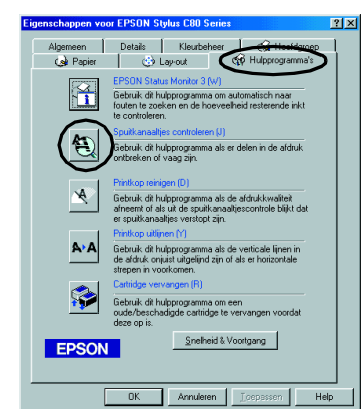 Eigenschappen voor EPSON Stylus C80 Series
Algemeen Details Kleurbeheer Hoofdgroep
Papier Lay-out Hulpprogramma's
EPSON Status Monitor 3 (W)
Gebruik dit hulpprogramma om automatisch naar
fouten te zoeken en de hoeveelheid resterende inkt
te controleren.
Spuitkanaaltjes controleren (J)
Gebruik dit hulpprogramma als er delen in de afdruk
ontbreken of vaag zijn.
Printkop reinigen (D)
Gebruik dit hulpprogramma als de afdrukkwaliteit
afneemt of als uit de spuitkanaaltjescontrole blijkt dat
er spuitkanaaltjes verstopt zijn.
Printkop uitlijnen (Y)
Gebruik dit hulpprogramma als de verticale lijnen in
de afdruk onjuist uitgelijnd zijn of als er horizontale
strepen in voorkomen.
A A
Cartridge vervangen (R)
Gebruik dit hulpprogramma om een
oude/beschadigde cartridge te vervangen voordat
deze op is.
EPSON
Snelheid & Voortgang
OK Annuleren Toepassen Help